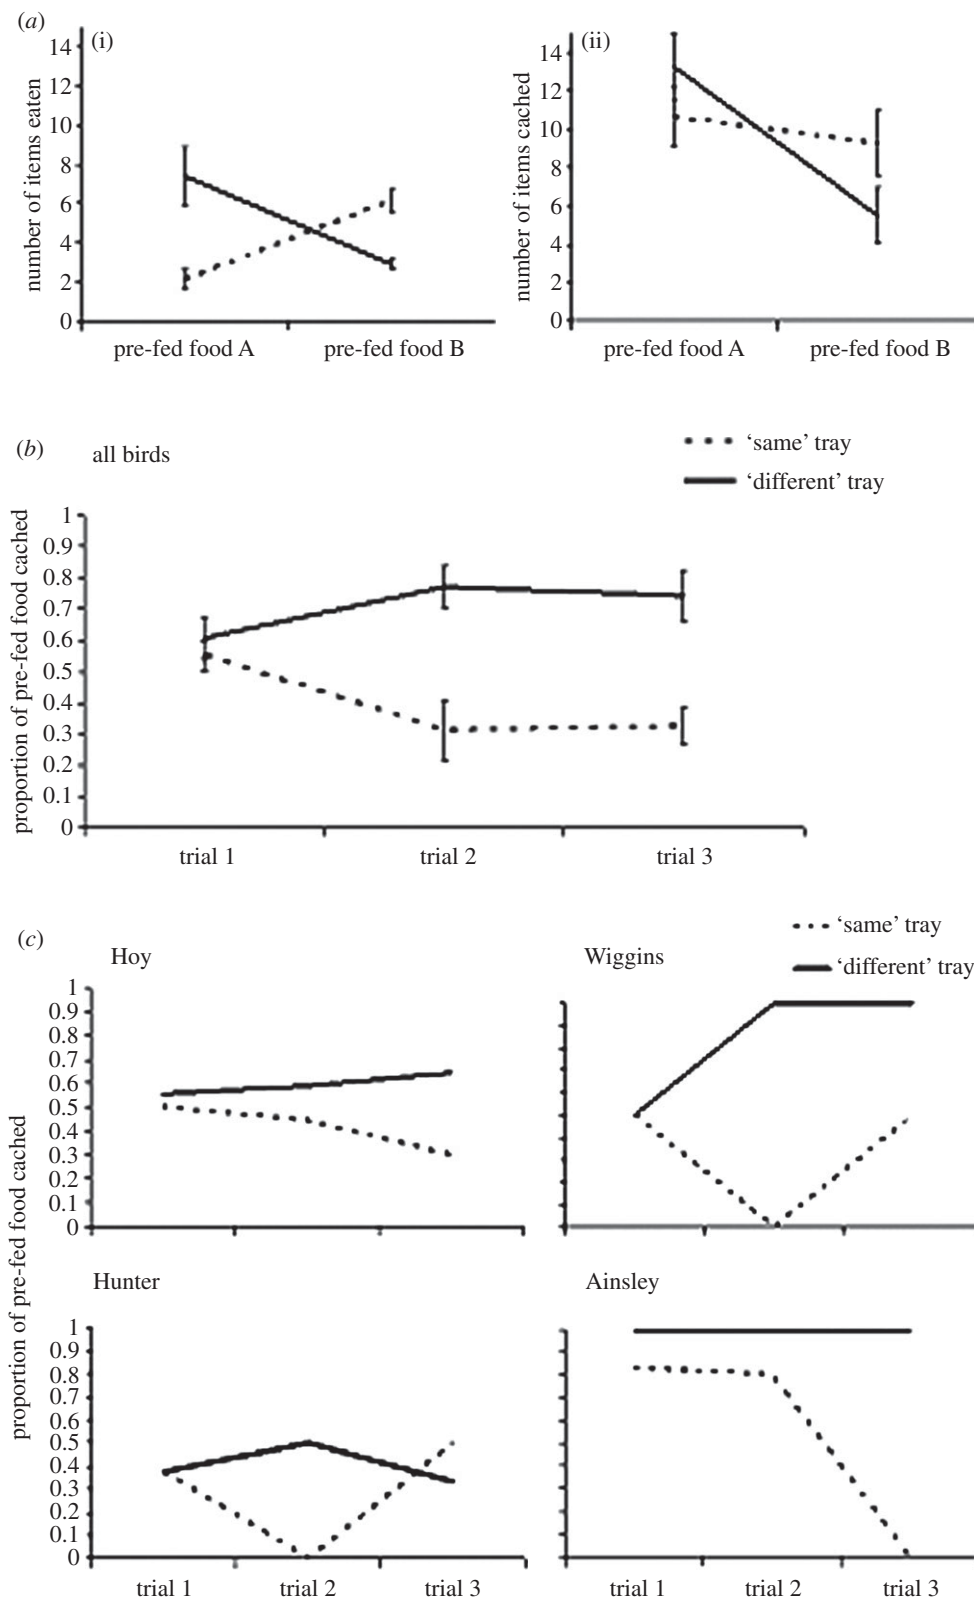 (a)
(i)
number of items eaten
14
12
10
8
6
4
2
0
pre-fed food A
pre-fed food B
(ii)
number of items cached
14
12
10
8
6
4
2
0
pre-fed food A
pre-fed food B
(b)
all birds
'same' tray
'different' tray
proportion of pre-fed food cached
1
0.9
0.8
0.7
0.6
0.5
0.4
0.3
0.2
0.1
0
trial 1
trial 2
trial 3
(c)
'same' tray
'different' tray
proportion of pre-fed food cached
Hoy
1
0.9
0.8
0.7
0.6
0.5
0.4
0.3
0.2
0.1
0
Wiggins
Hunter
1
0.9
0.8
0.7
0.6
0.5
0.4
0.3
0.2
0.1
0
trial 1
trial 2
trial 3
Ainsley
trial 1
trial 2
trial 3